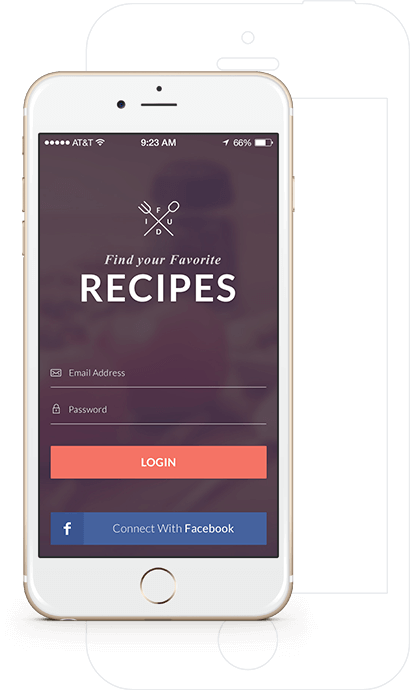 AT&T 9:23 AM 66%
F
I U
D
Find your Favorite
RECIPES
Email Address
Password
LOGIN
f Connect With Facebook